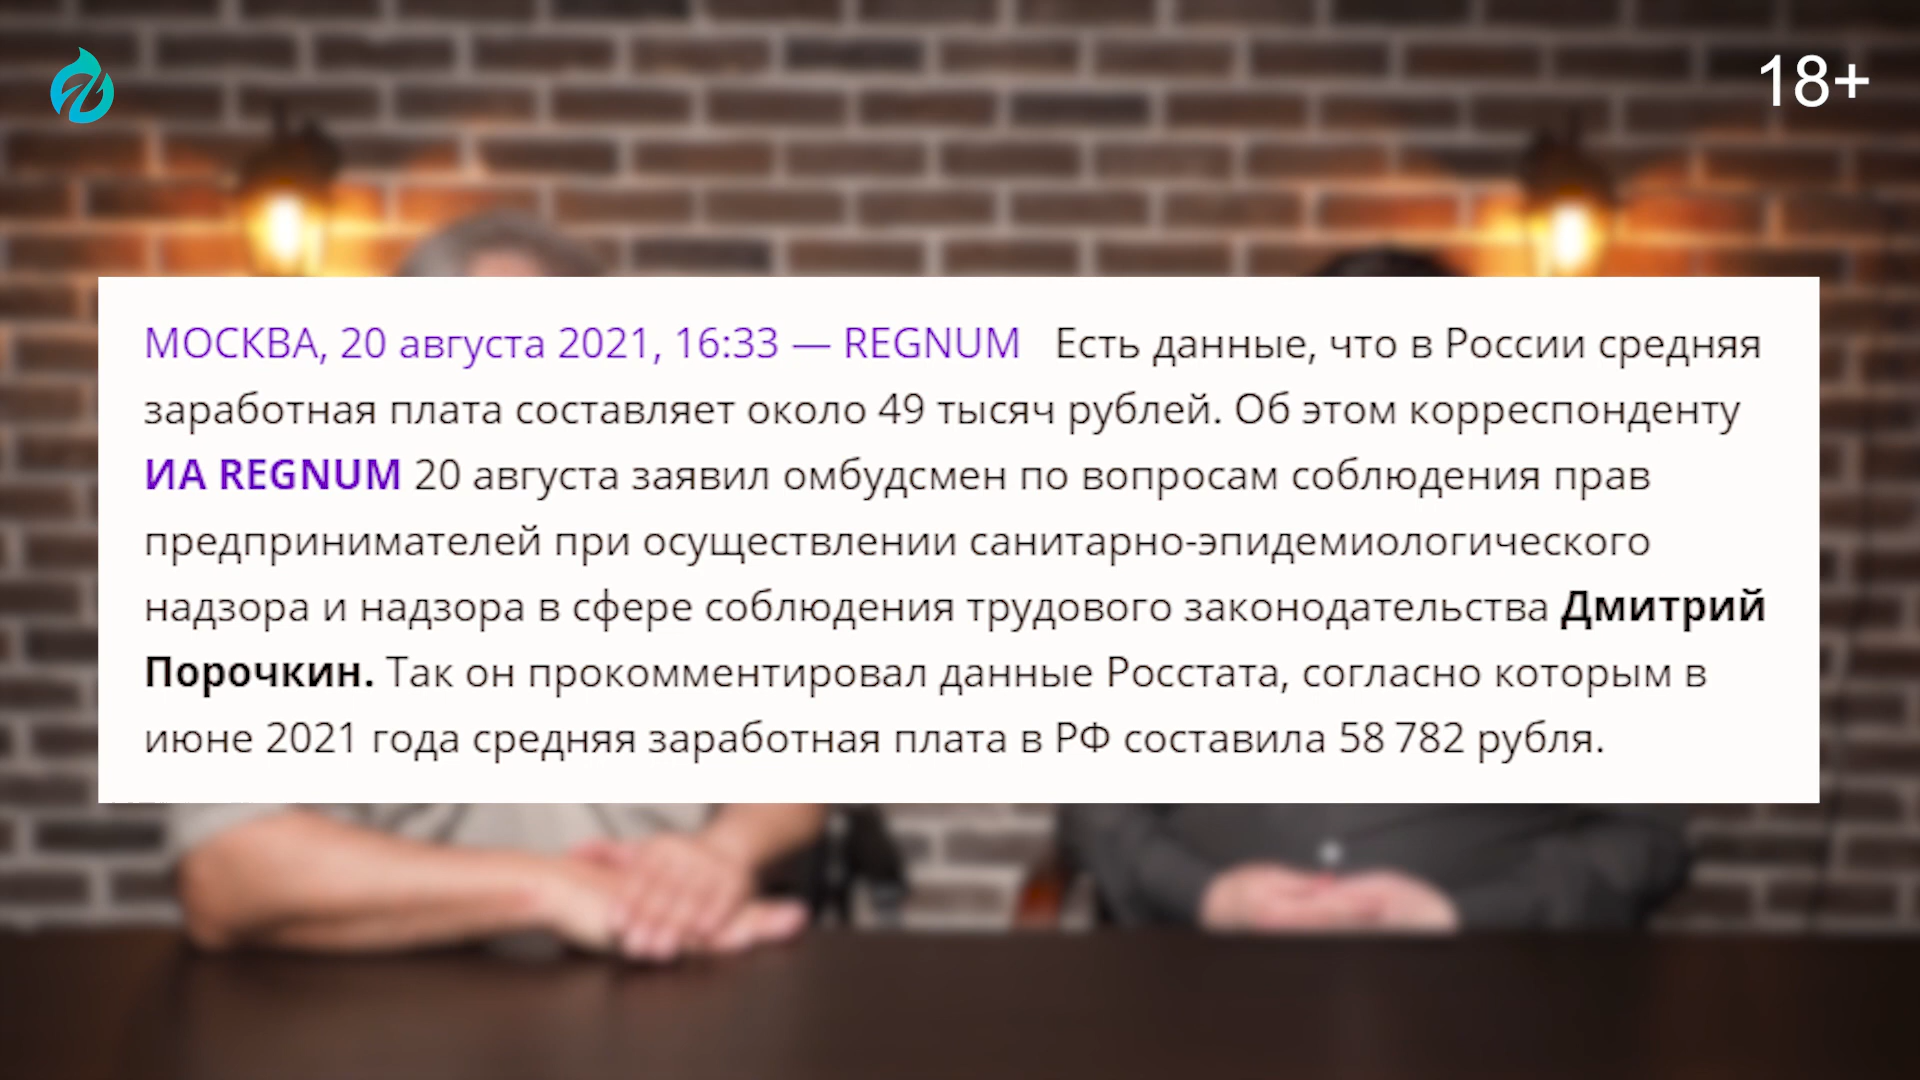 18+
МОСКВА, 20 августа 2021, 16:33 — REGNUM Есть данные, что в России средняя
заработная плата составляет около 49 тысяч рублей. Об этом корреспонденту
ИА REGNUM 20 августа заявил омбудсмен по вопросам соблюдения прав
предпринимателей при осуществлении санитарно-эпидемиологического
надзора и надзора в сфере соблюдения трудового законодательства Дмитрий
Порочкин. Так он прокомментировал данные Росстата, согласно которым в
июне 2021 года средняя заработная плата в РФ составила 58 782 рубля.